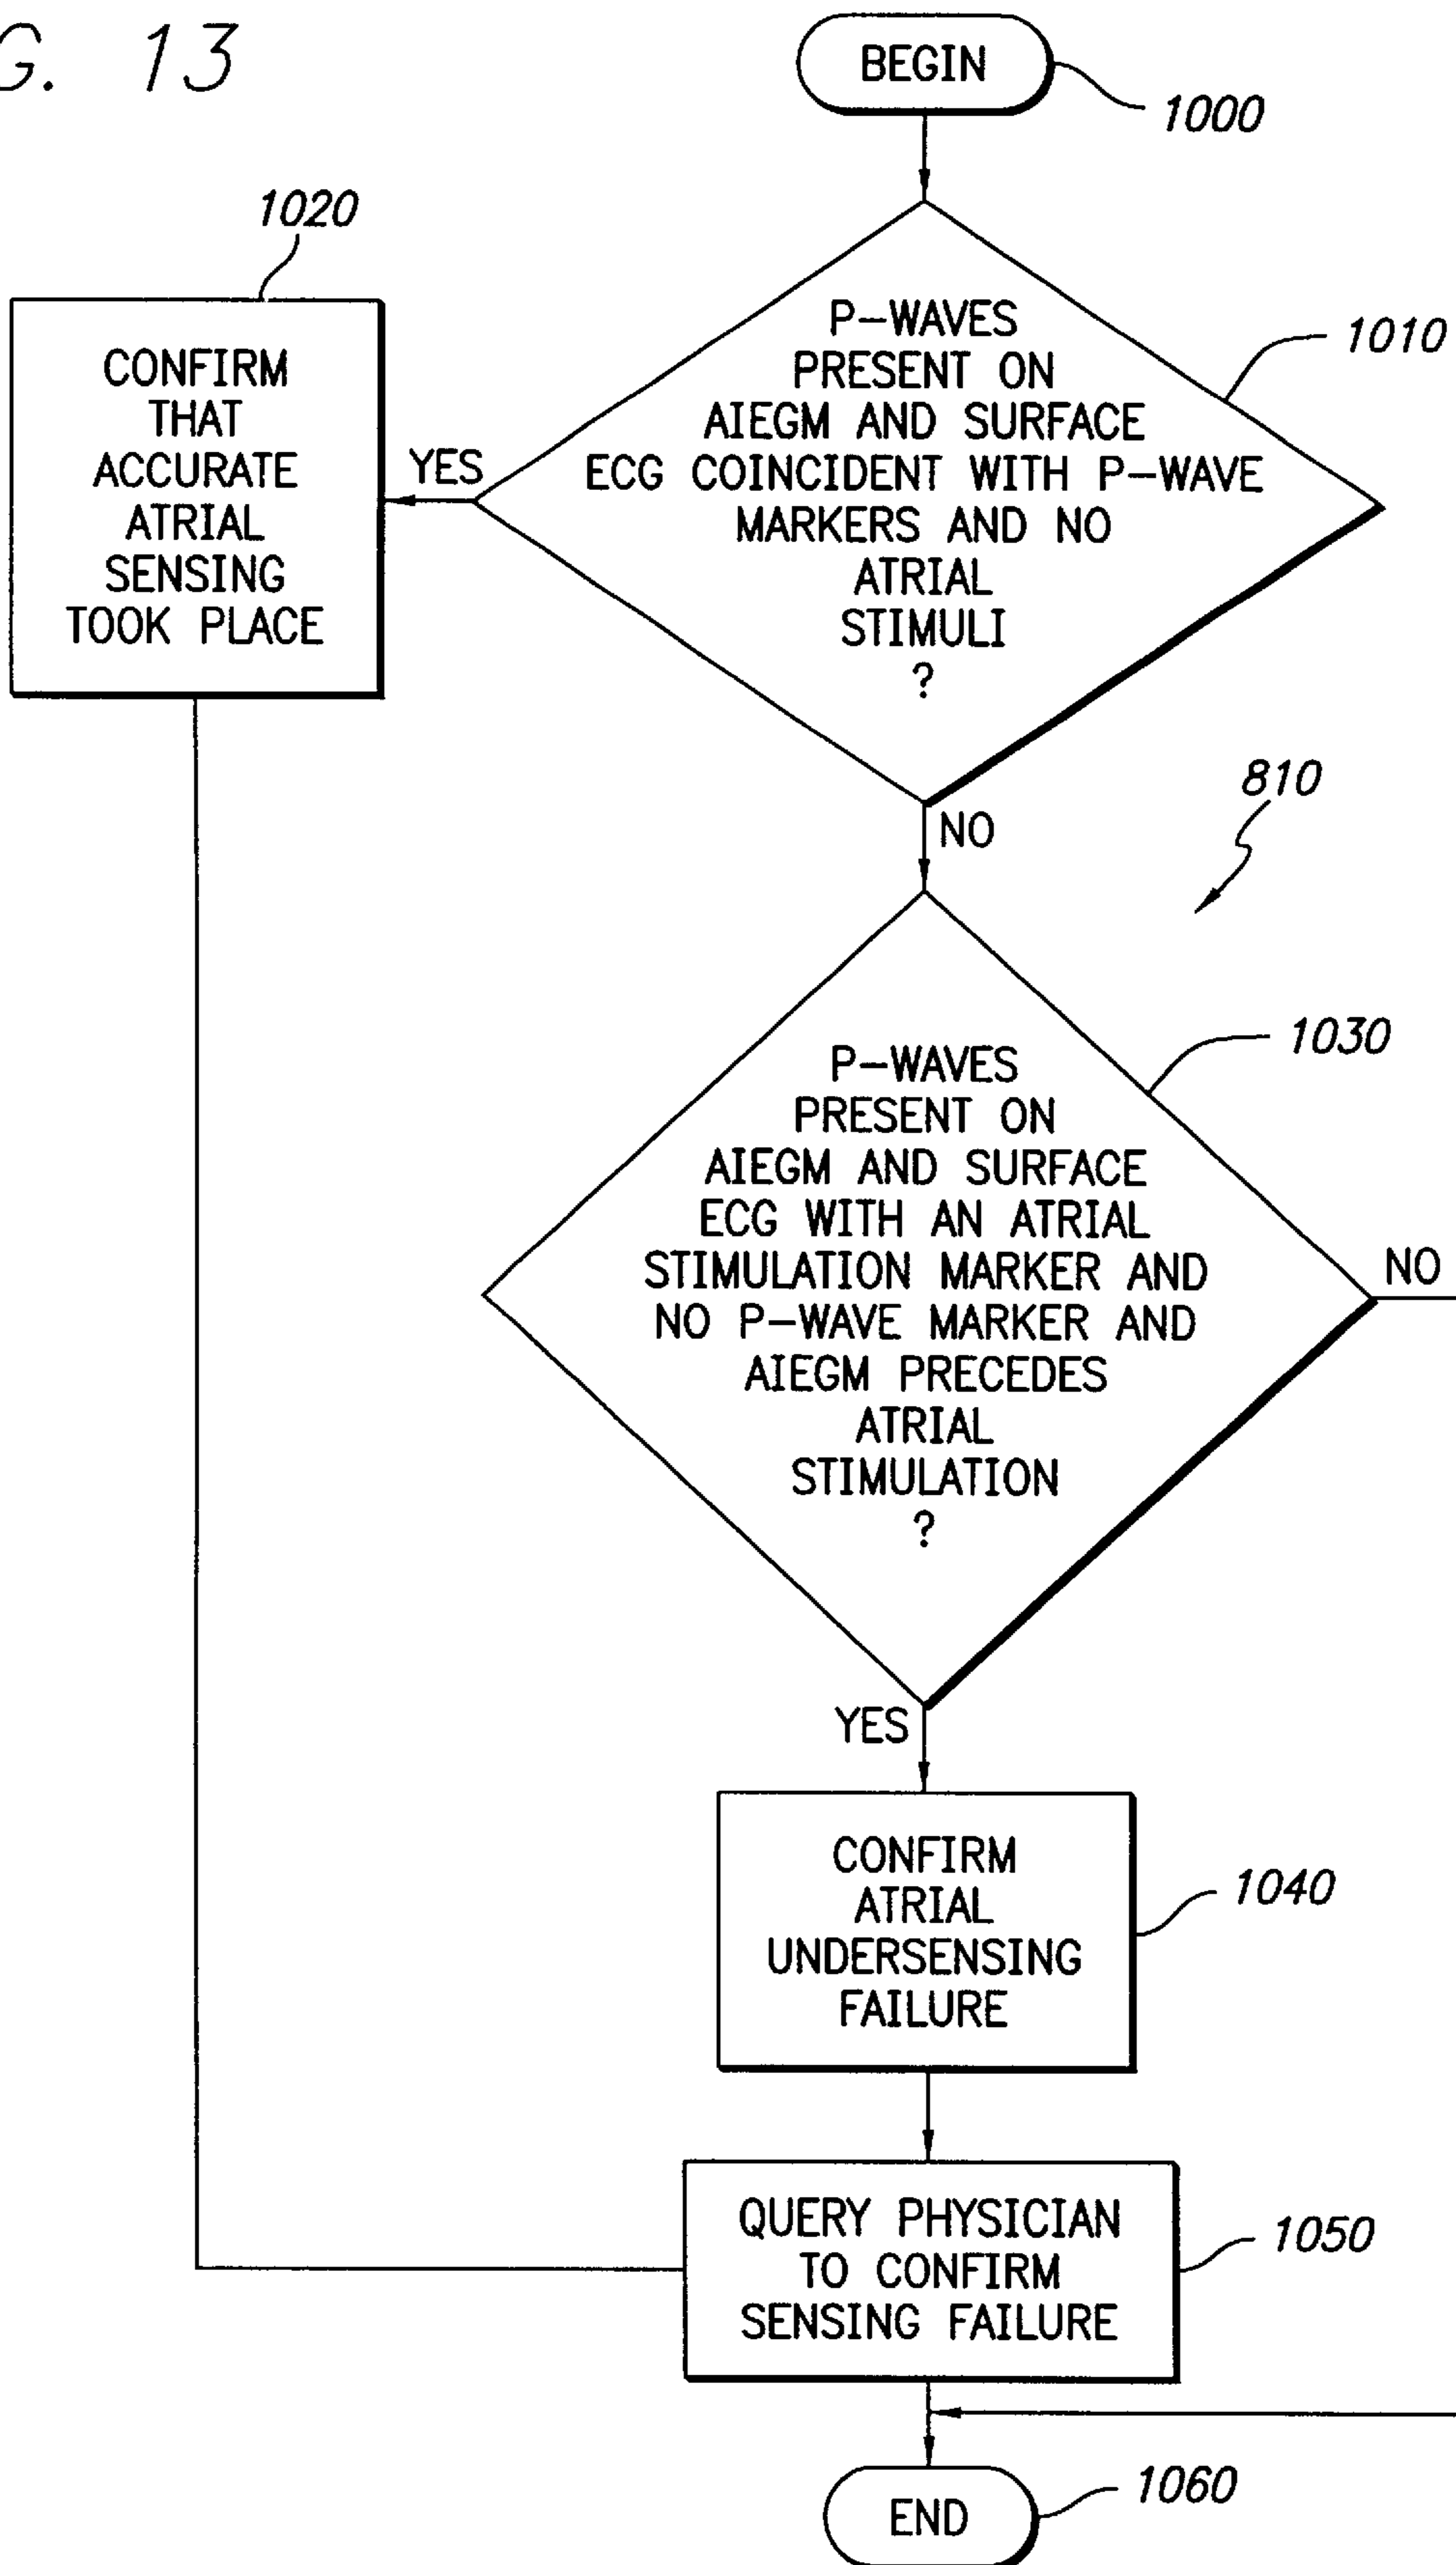 G. 13
BEGIN
1000
1020
P-WAVES
PRESENT ON
AIEGM AND SURFACE
ECG COINCIDENT WITH P-WAVE
MARKERS AND NO
ATRIAL
STIMULI
?
1010
CONFIRM
THAT
ACCURATE
ATRIAL
SENSING
TOOK PLACE
YES
NO
810
P-WAVES
PRESENT ON
AIEGM AND SURFACE
ECG WITH AN ATRIAL
STIMULATION MARKER AND
NO P-WAVE MARKER AND
AIEGM PRECEDES
ATRIAL
STIMULATION
?
1030
NO
YES
CONFIRM
ATRIAL
UNDERSENSING
FAILURE
1040
QUERY PHYSICIAN
TO CONFIRM
SENSING FAILURE
1050
END
1060